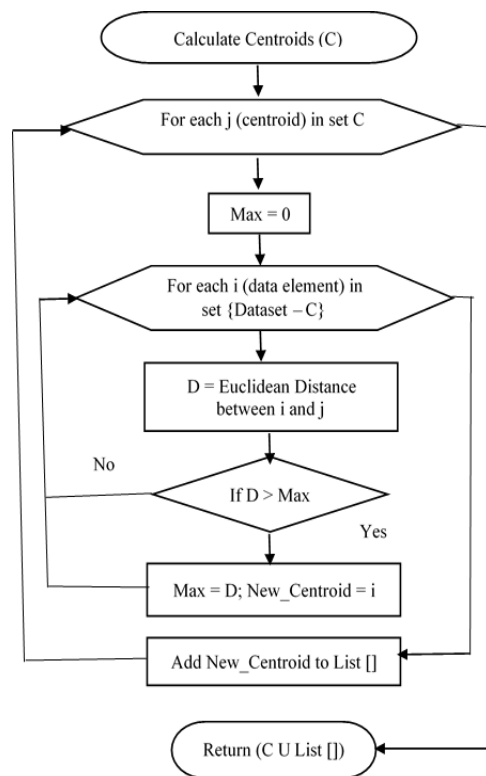 Calculate Centroids (C)
For each j (centroid) in set C
Max = 0
For each i (data element) in
set {Dataset – C}
D = Euclidean Distance
between i and j
No
If D > Max
Yes
Max = D; New_Centroid = i
Add New_Centroid to List []
Return (C U List [])